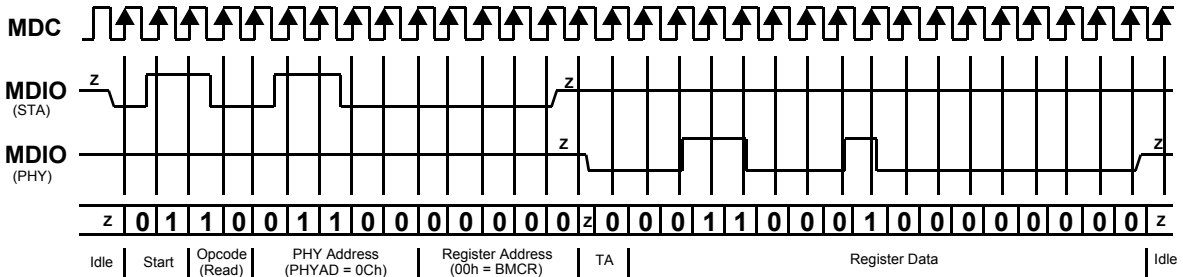 MDC
z
z
MDIO
(STA)
z
z
MDIO
(PHY)
z 0 1 1 0 0 1 1 0 0 0 0 0 0 0 z 0 0 0 1 1 0 0 0 1 0 0 0 0 0 0 0 0 z
Idle Start Opcode (Read) PHY Address (PHYAD = 0Ch) Register Address (00h = BMCR) TA Register Data Idle